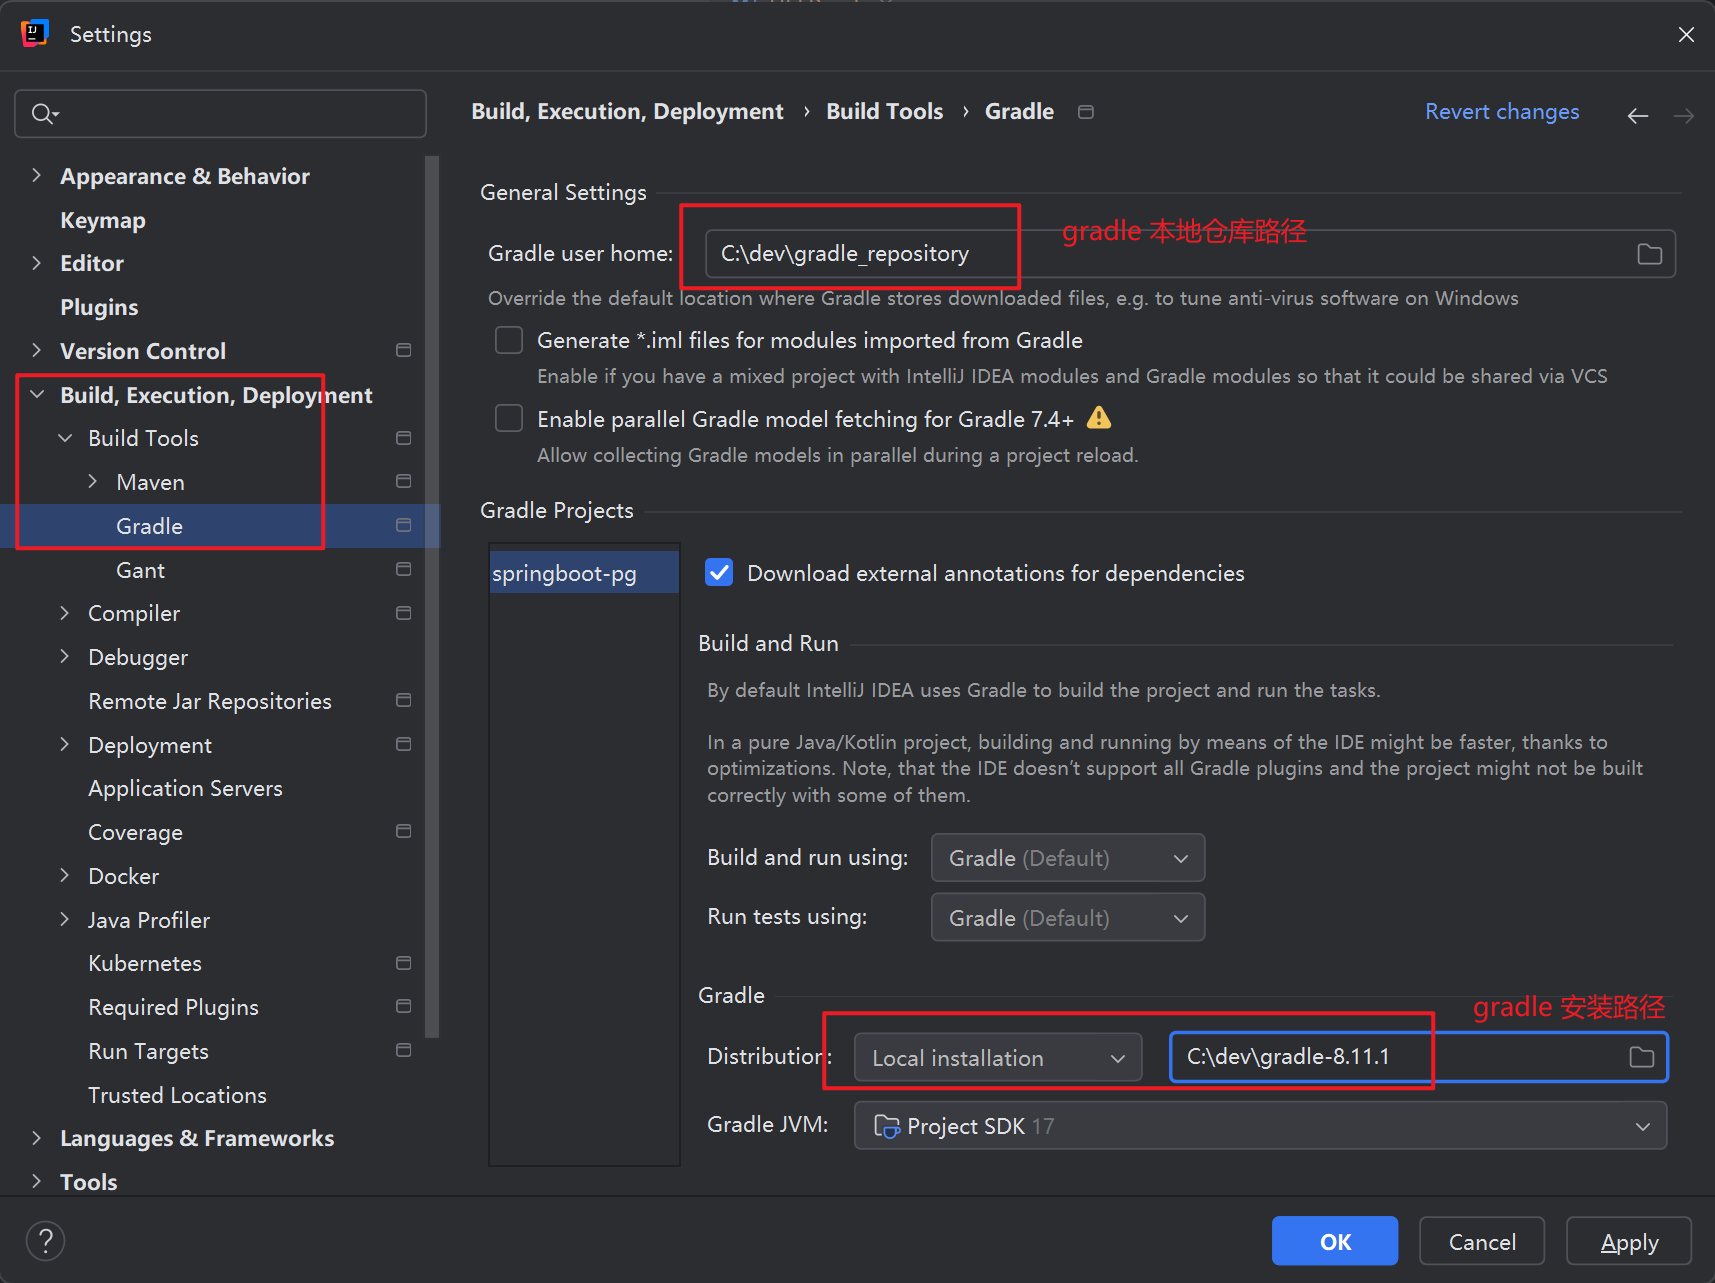 Settings
Build, Execution, Deployment › Build Tools › Gradle
Revert changes
Appearance & Behavior
Keymap
Editor
Plugins
Version Control
Build, Execution, Deployment
Build Tools
Maven
Gradle
Gant
Compiler
Debugger
Remote Jar Repositories
Deployment
Application Servers
Coverage
Docker
Java Profiler
Kubernetes
Required Plugins
Run Targets
Trusted Locations
Languages & Frameworks
Tools
General Settings
gradle 本地仓库路径
Gradle user home: C:\dev\gradle_repository
Override the default location where Gradle stores downloaded files, e.g. to tune anti-virus software on Windows
Generate *.iml files for modules imported from Gradle
Enable if you have a mixed project with IntelliJ IDEA modules and Gradle modules so that it could be shared via VCS
Enable parallel Gradle model fetching for Gradle 7.4+
Allow collecting Gradle models in parallel during a project reload.
Gradle Projects
springboot-pg
Download external annotations for dependencies
Build and Run
By default IntelliJ IDEA uses Gradle to build the project and run the tasks.
In a pure Java/Kotlin project, building and running by means of the IDE might be faster, thanks to
optimizations. Note, that the IDE doesn’t support all Gradle plugins and the project might not be built
correctly with some of them.
Build and run using: Gradle (Default)
Run tests using: Gradle (Default)
Gradle
gradle 安装路径
Distribution: Local installation C:\dev\gradle-8.11.1
Gradle JVM: Project SDK 17
?
OK
Cancel
Apply